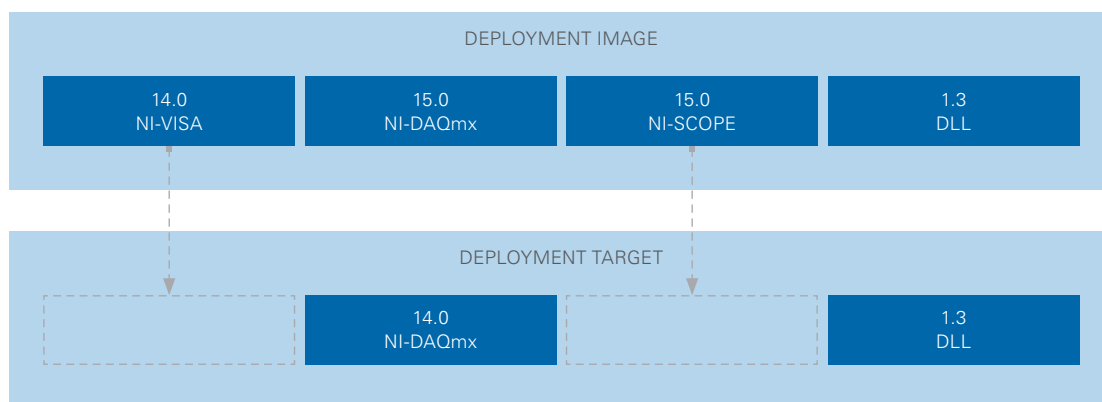 DEPLOYMENT IMAGE
14.0
NI-VISA
15.0
NI-DAQmx
15.0
NI-SCOPE
1.3
DLL
DEPLOYMENT TARGET
14.0
NI-DAQmx
1.3
DLL